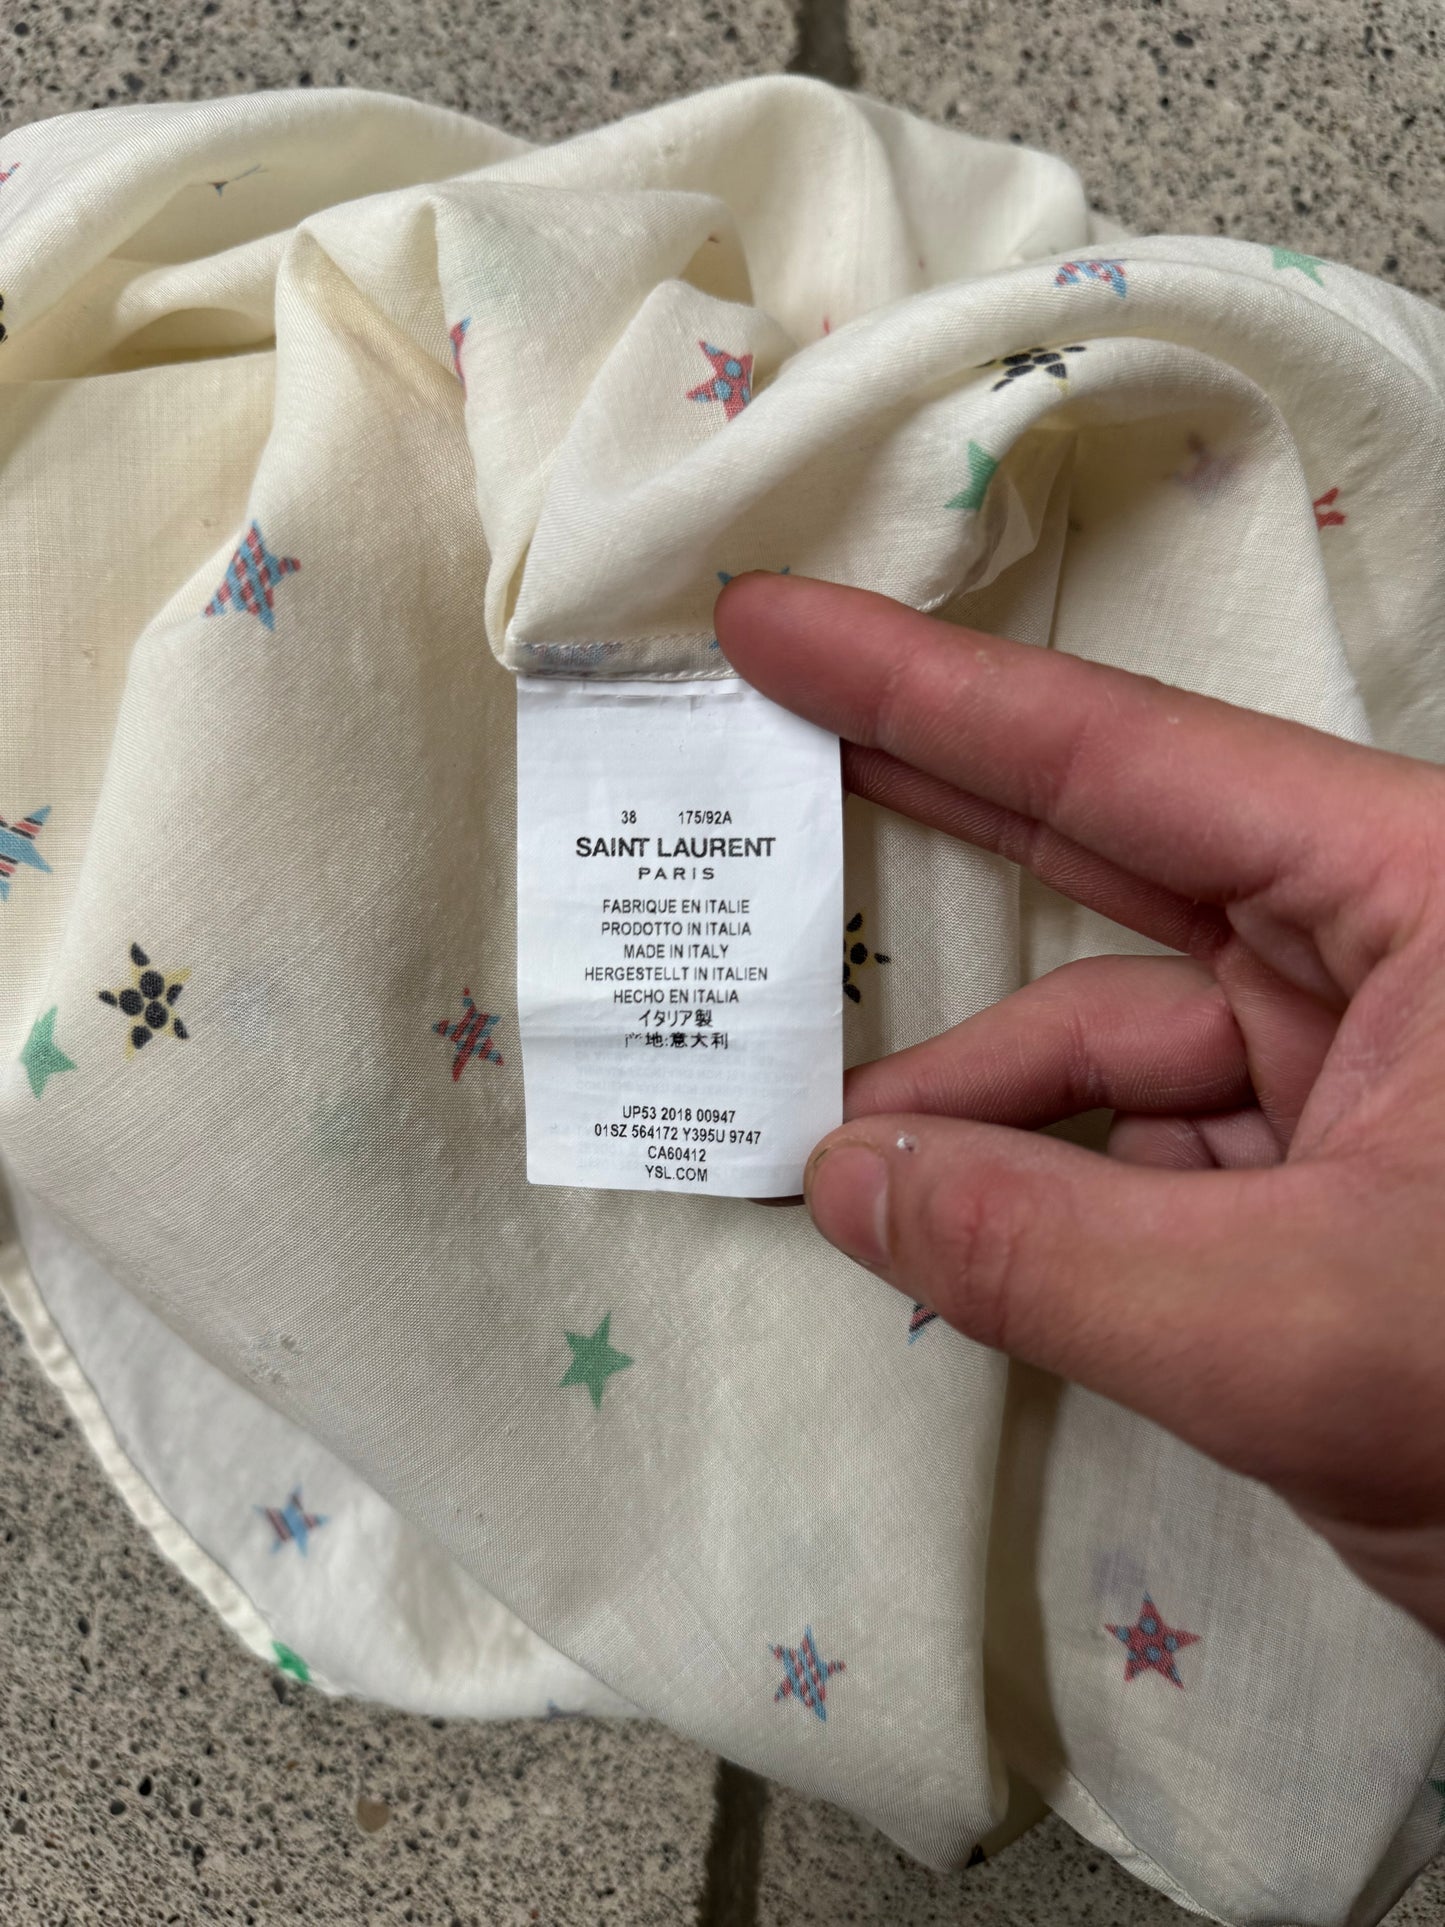 38 175/92A
SAINT LAURENT
PARIS
FABRIQUE EN ITALIE
PRODOTTO IN ITALIA
MADE IN ITALY
HERGESTELLT IN ITALIEN
HECHO EN ITALIA
イタリア製
产地:意大利
UP53 2018 00947
01SZ 564172 Y395U 9747
CA60412
YSL.COM